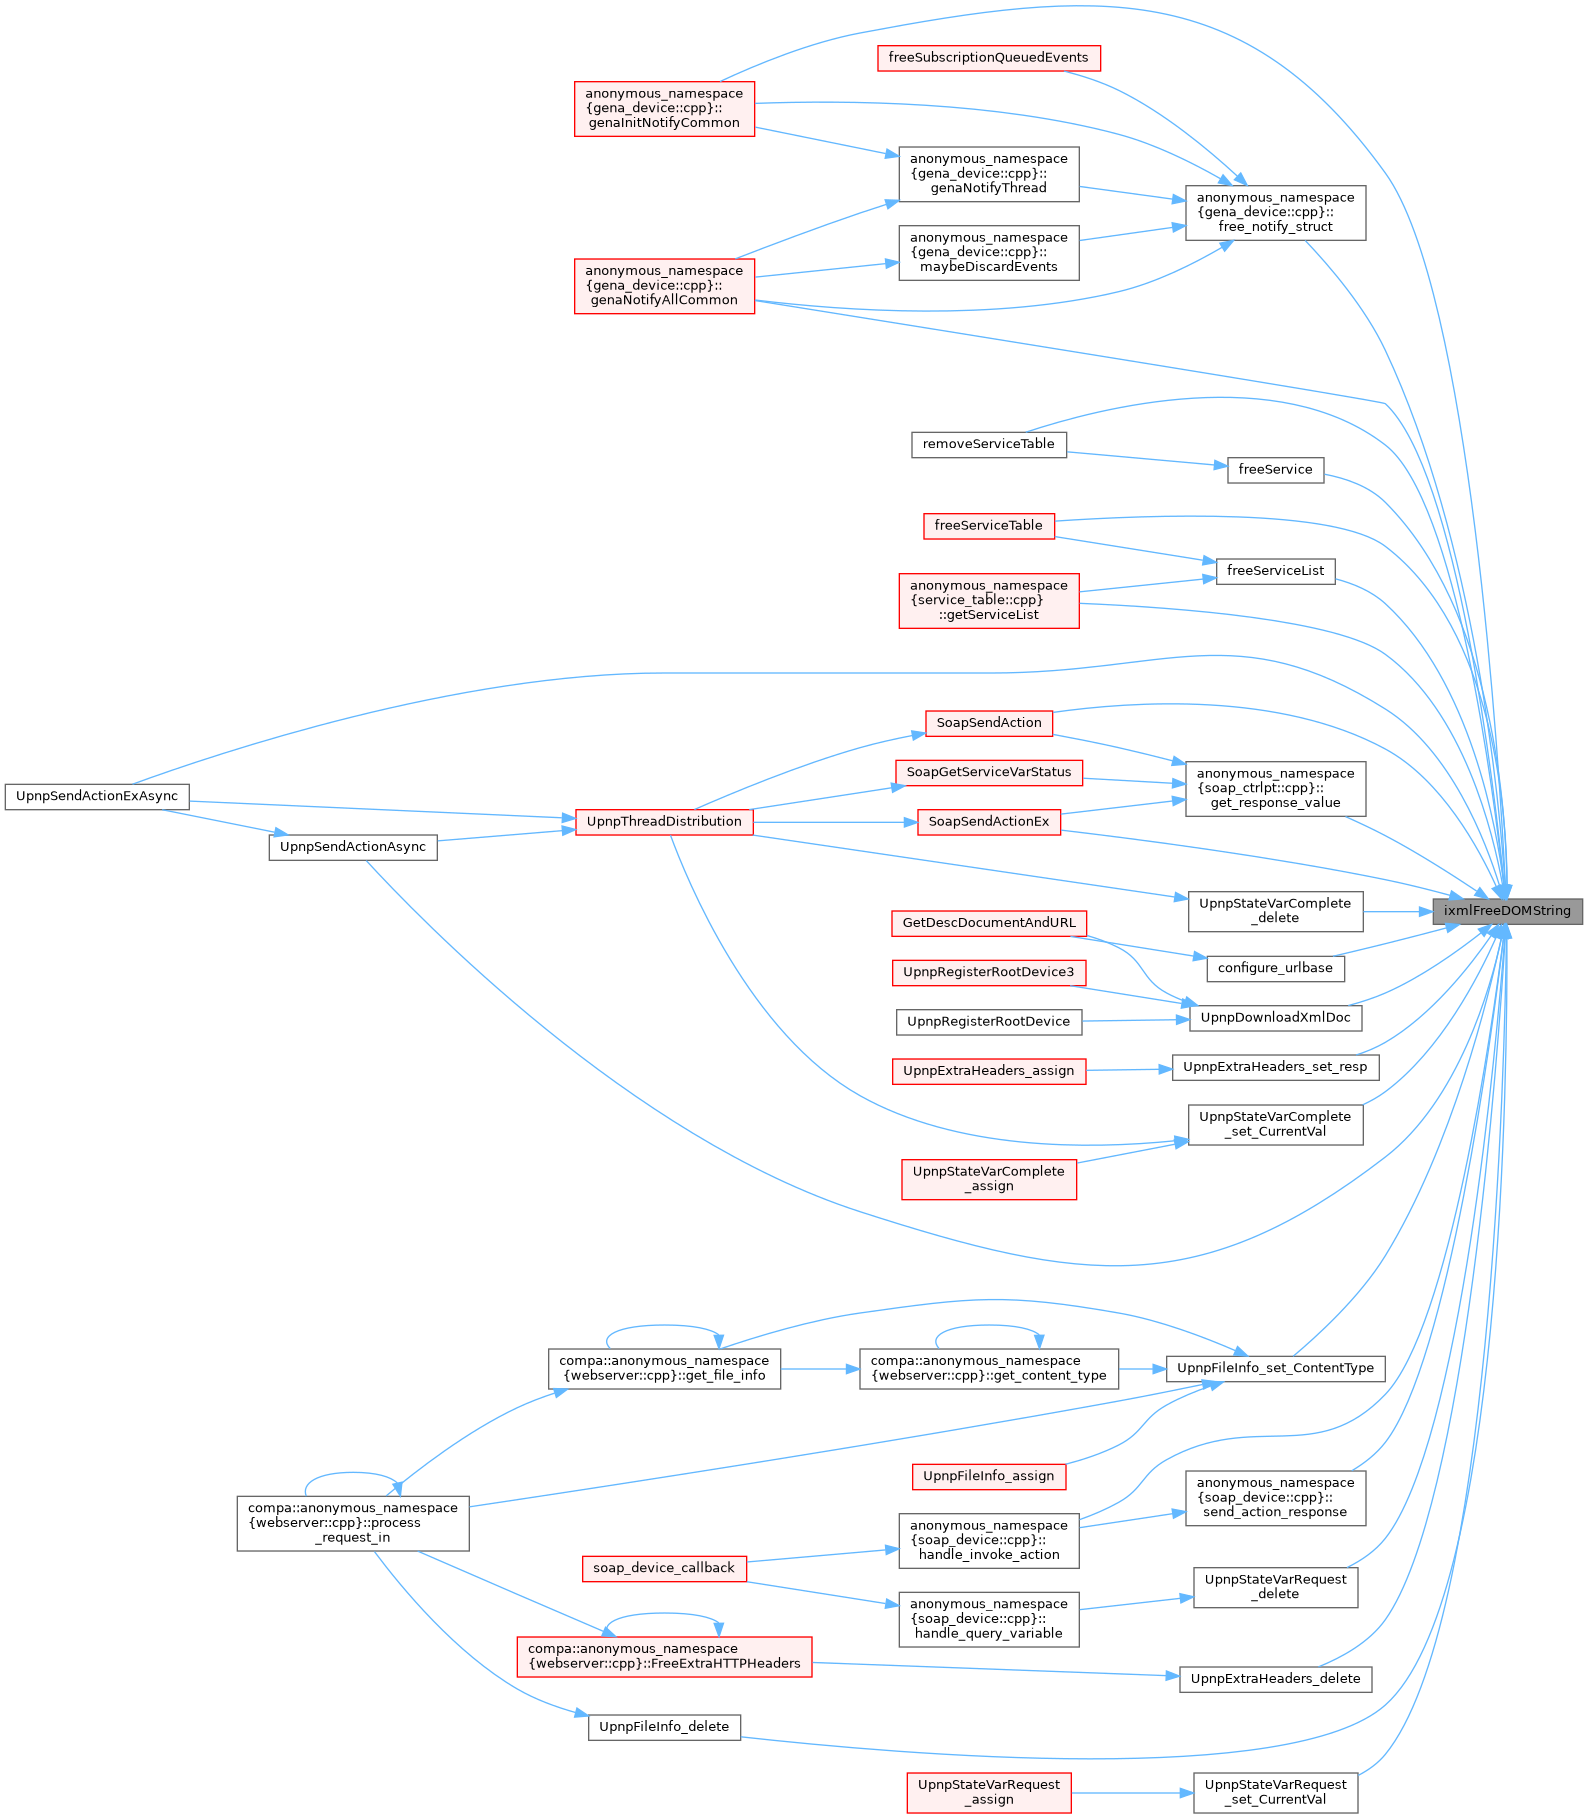 freeSubscriptionQueuedEvents
anonymous_namespace
{gena_device::cpp}::
genaInitNotifyCommon
anonymous_namespace
{gena_device::cpp}::
genaNotifyThread
anonymous_namespace
{gena_device::cpp}::
free_notify_struct
anonymous_namespace
{gena_device::cpp}::
maybeDiscardEvents
anonymous_namespace
{gena_device::cpp}::
genaNotifyAllCommon
removeServiceTable
freeService
freeServiceTable
freeServiceList
anonymous_namespace
{service_table::cpp}
::getServiceList
SoapSendAction
SoapGetServiceVarStatus
anonymous_namespace
{soap_ctrlpt::cpp}::
get_response_value
UpnpSendActionExAsync
UpnpThreadDistribution
SoapSendActionEx
UpnpSendActionAsync
UpnpStateVarComplete
_delete
ixmlFreeDOMString
GetDescDocumentAndURL
configure_urlbase
UpnpRegisterRootDevice3
UpnpRegisterRootDevice
UpnpDownloadXmlDoc
UpnpExtraHeaders_assign
UpnpExtraHeaders_set_resp
UpnpStateVarComplete
_set_CurrentVal
UpnpStateVarComplete
_assign
compa::anonymous_namespace
{webserver::cpp}::get_file_info
compa::anonymous_namespace
{webserver::cpp}::get_content_type
UpnpFileInfo_set_ContentType
UpnpFileInfo_assign
compa::anonymous_namespace
{webserver::cpp}::process
_request_in
anonymous_namespace
{soap_device::cpp}::
send_action_response
anonymous_namespace
{soap_device::cpp}::
handle_invoke_action
soap_device_callback
UpnpStateVarRequest
_delete
anonymous_namespace
{soap_device::cpp}::
handle_query_variable
compa::anonymous_namespace
{webserver::cpp}::FreeExtraHTTPHeaders
UpnpExtraHeaders_delete
UpnpFileInfo_delete
UpnpStateVarRequest
_assign
UpnpStateVarRequest
_set_CurrentVal